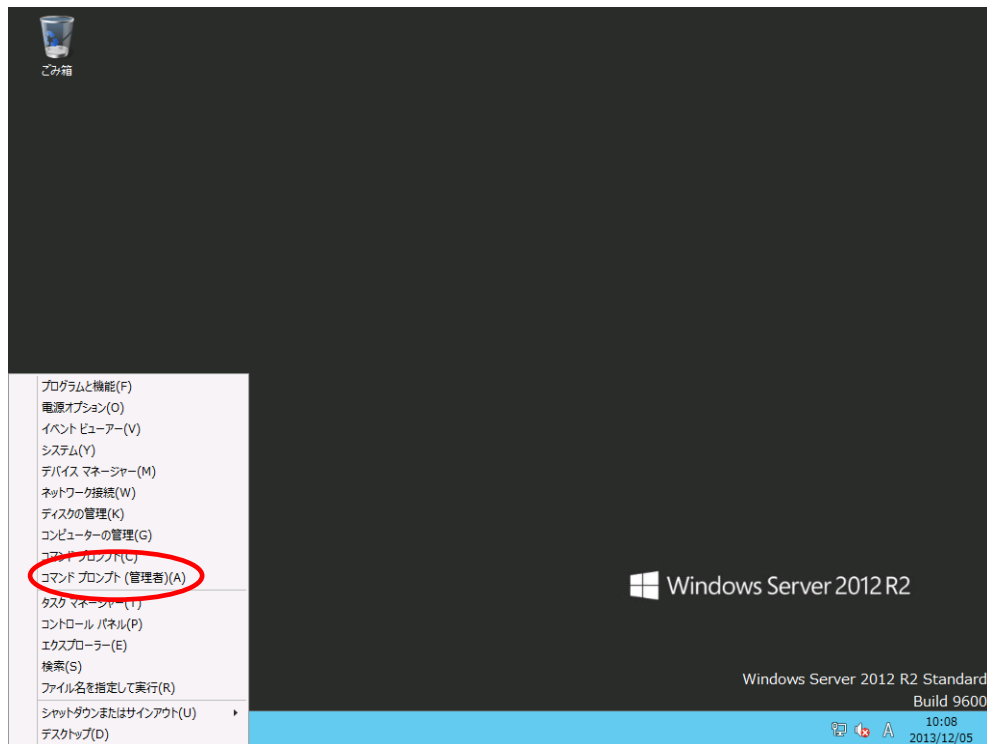 ごみ箱
プログラムと機能(F)
電源オプション(O)
イベント ビューアー(V)
システム(Y)
デバイス マネージャー(M)
ネットワーク接続(W)
ディスクの管理(K)
コンピューターの管理(G)
コマンド プロンプト(C)
コマンド プロンプト (管理者)(A)
タスク マネージャー(T)
コントロール パネル(P)
エクスプローラー(E)
検索(S)
ファイル名を指定して実行(R)
シャットダウンまたはサインアウト(U)
デスクトップ(D)
Windows Server 2012 R2
Windows Server 2012 R2 Standard
Build 9600
A
10:08
2013/12/05